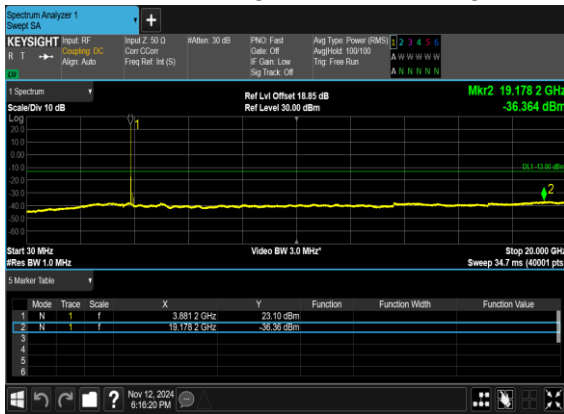 Spectrum Analyzer 1
Swept SA
+
KEYSIGHT Input: RF Input Z: 50 Ω #Atten: 30 dB PNO: Fast Avg Type: Power (RMS) 1 2 3 4 5 6
R T Coupling: DC Corr CCorr Gate: Off Avg|Hold: 100/100 A W W W W W
Align: Auto Freq Ref: Int (S) IF Gain: Low Trig: Free Run
Sig Track: Off A N N N N N
1 Spectrum Ref Lvl Offset 18.85 dB Mkr2 19.178 2 GHz
Scale/Div 10 dB Ref Level 30.00 dBm -36.364 dBm
Log
1
20.0
10.0
0.00
-10.0
DL1 -13.00 dBm
-20.0
-30.0
2
-40.0
-50.0
-60.0
Start 30 MHz Video BW 3.0 MHz* Stop 20.000 GHz
#Res BW 1.0 MHz Sweep 34.7 ms (40001 pts)
5 Marker Table
Mode Trace Scale X Y Function Function Width Function Value
1 N 1 f 3.881 2 GHz 23.10 dBm
2 N 1 f 19.178 2 GHz -36.36 dBm
3
4
5
6
? Nov 12, 2024
6:16:20 PM